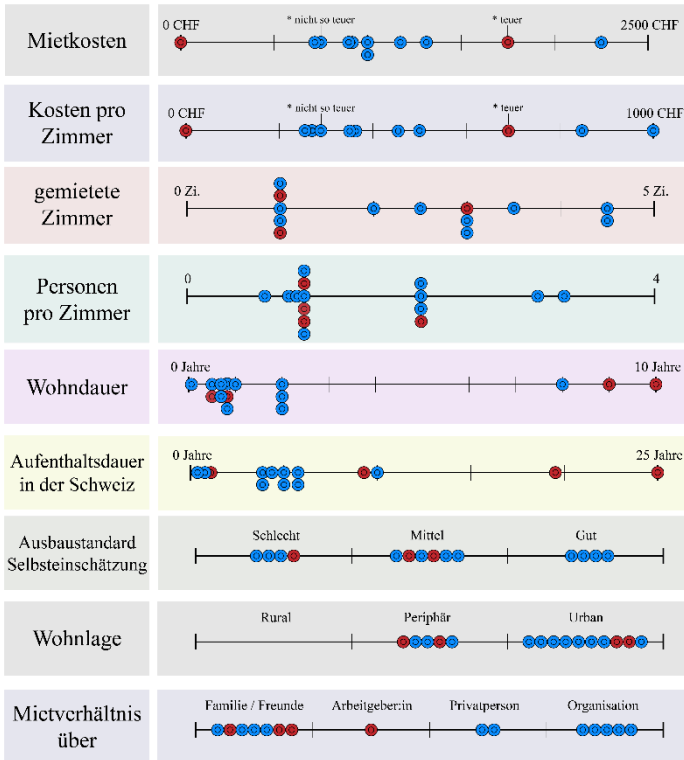 Mietkosten
0 CHF
* nicht so teuer
* teuer
2500 CHF
Kosten pro
Zimmer
0 CHF
* nicht so teuer
* teuer
1000 CHF
gemietete
Zimmer
0 Zi.
5 Zi.
Personen
pro Zimmer
0
4
Wohndauer
0 Jahre
10 Jahre
Aufenthaltsdauer
in der Schweiz
0 Jahre
25 Jahre
Ausbaustandard
Selbsteinschätzung
Schlecht
Mittel
Gut
Wohnlage
Rural
Periphär
Urban
Mietverhältnis
über
Familie / Freunde
Arbeitgeber:in
Privatperson
Organisation